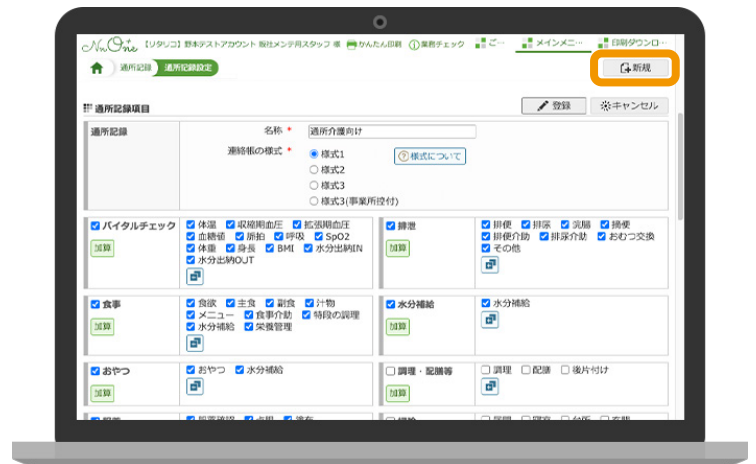 【リタリコ】 野本テストアカウント 販社メンテ用スタッフ 様 かんたん印刷 業務チェック ご… メインメニ… 印刷ダウンロ…
通所記録 通所記録設定 新規
通所記録項目 登録 キャンセル
通所記録 名称 * 通所介護向け
連絡帳の様式 * 様式1 様式について
様式2
様式3
様式3(事業所控付)
バイタルチェック 体温 収縮期血圧 拡張期血圧 排泄 排便 排尿 浣腸 摘便
加算 血糖値 脈拍 呼吸 SpO2 加算 排便介助 排尿介助 おむつ交換
体重 身長 BMI 水分出納IN その他
水分出納OUT
食事 食欲 主食 副食 汁物 水分補給 水分補給
加算 メニュー 食事介助 特段の調理 加算
水分補給 栄養管理
おやつ おやつ 水分補給 調理・配膳等 調理 配膳 後片付け
加算 加算